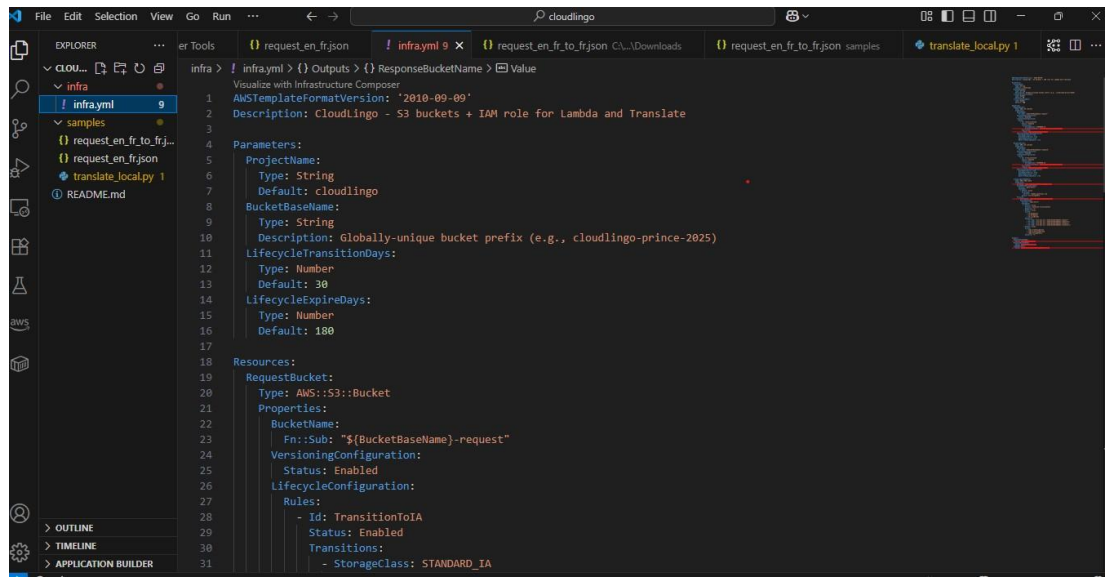 File Edit Selection View Go Run ··· ← → cloudlingo
EXPLORER ···
er Tools {} request_en_fr.json ! infra.yml 9 × {} request_en_fr_to_fr.json C:\...\Downloads {} request_en_fr_to_fr.json samples translate_local.py 1 ···
CLOU...
infra
! infra.yml 9
samples
{} request_en_fr_to_fr.j...
{} request_en_fr.json
translate_local.py 1
README.md
infra > ! infra.yml > {} Outputs > {} ResponseBucketName > Value
Visualize with Infrastructure Composer
1 AWSTemplateFormatVersion: '2010-09-09'
2 Description: CloudLingo - S3 buckets + IAM role for Lambda and Translate
3
4 Parameters:
5 ProjectName:
6 Type: String
7 Default: cloudlingo
8 BucketBaseName:
9 Type: String
10 Description: Globally-unique bucket prefix (e.g., cloudlingo-prince-2025)
11 LifecycleTransitionDays:
12 Type: Number
13 Default: 30
14 LifecycleExpireDays:
15 Type: Number
16 Default: 180
17
18 Resources:
19 RequestBucket:
20 Type: AWS::S3::Bucket
21 Properties:
22 BucketName:
23 Fn::Sub: "${BucketBaseName}-request"
24 VersioningConfiguration:
25 Status: Enabled
26 LifecycleConfiguration:
27 Rules:
28 - Id: TransitionToIA
29 Status: Enabled
30 Transitions:
31 - StorageClass: STANDARD_IA
aws
> OUTLINE
> TIMELINE
> APPLICATION BUILDER